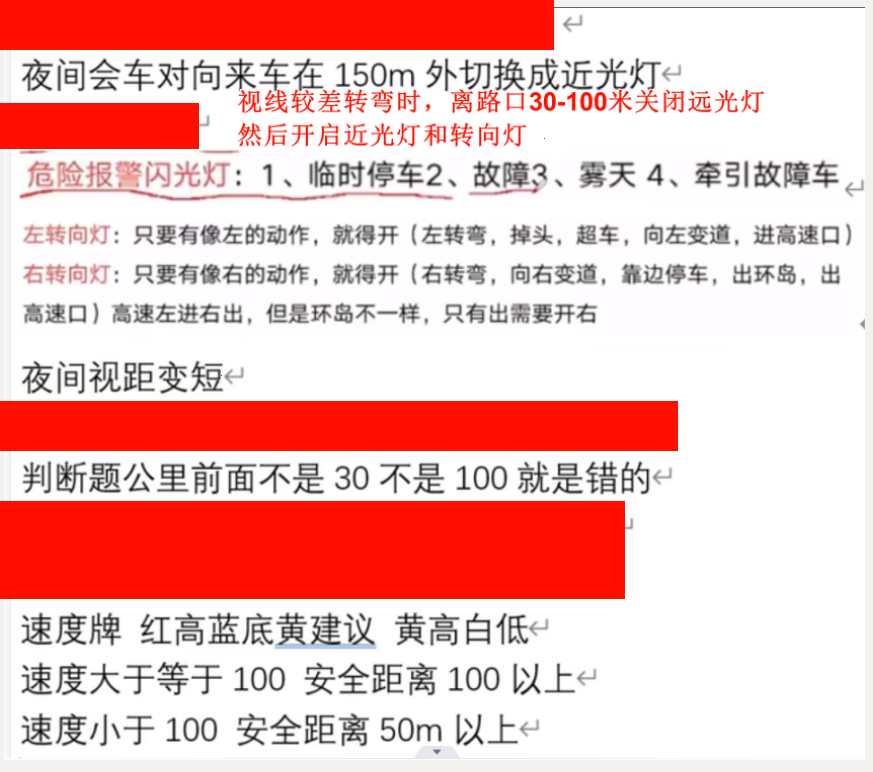 夜间会车对向来车在 150m 外切换成近光灯
视线较差转弯时，离路口30-100米关闭远光灯
然后开启近光灯和转向灯
危险报警闪光灯：1、临时停车2、故障3、雾天 4、牵引故障车
左转向灯：只要有像左的动作，就得开（左转弯，掉头，超车，向左变道，进高速口）
右转向灯：只要有像右的动作，就得开（右转弯，向右变道，靠边停车，出环岛，出
高速口）高速左进右出，但是环岛不一样，只有出需要开右
夜间视距变短
判断题公里前面不是 30 不是 100 就是错的
速度牌 红高蓝底黄建议 黄高白低
速度大于等于 100 安全距离 100 以上
速度小于 100 安全距离 50m 以上